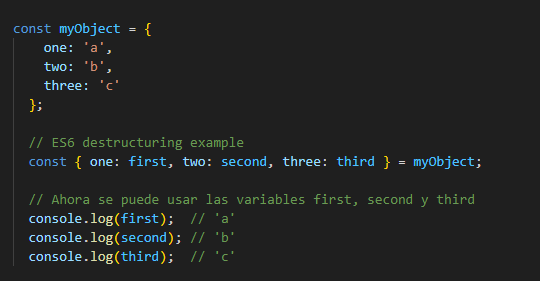 const myObject = {
    one: 'a',
    two: 'b',
    three: 'c'
  };

  // ES6 destructuring example
  const { one: first, two: second, three: third } = myObject;

  // Ahora se puede usar las variables first, second y third
  console.log(first);  // 'a'
  console.log(second); // 'b'
  console.log(third);  // 'c'